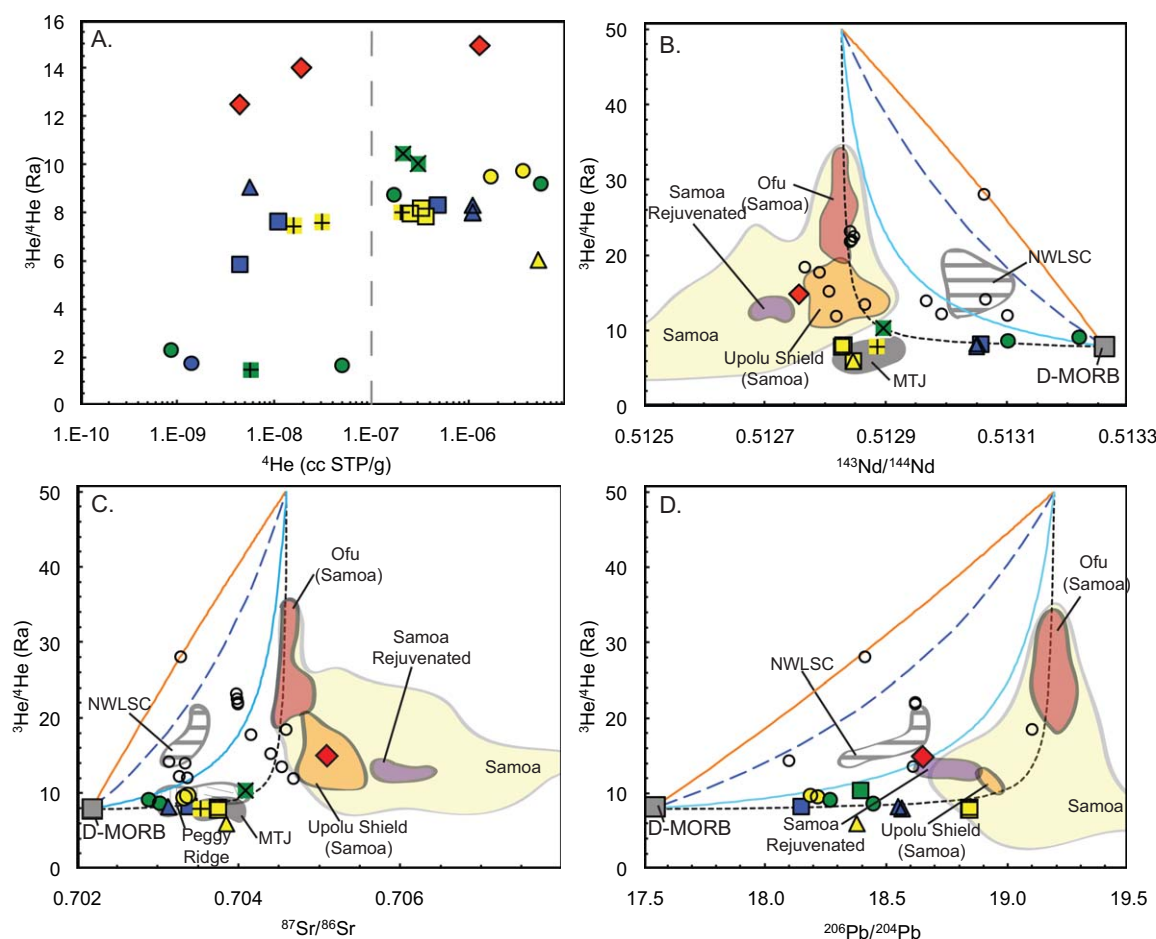 A.
16
14
12
10
8
6
4
2
0
³He/⁴He (Ra)
1.E-10
1.E-09
1.E-08
1.E-07
1.E-06
⁴He (cc STP/g)
B.
50
40
30
20
10
0
³He/⁴He (Ra)
Samoa
Rejuvenated
Ofu
(Samoa)
NWLSC
Samoa
Upolu Shield
(Samoa)
MTJ
D-MORB
0.5125
0.5127
0.5129
0.5131
0.5133
¹⁴³Nd/¹⁴⁴Nd
C.
50
40
30
20
10
0
³He/⁴He (Ra)
Ofu
(Samoa)
Samoa
Rejuvenated
NWLSC
Samoa
D-MORB
Peggy
Ridge
MTJ
Upolu Shield
(Samoa)
0.702
0.704
0.706
⁸⁷Sr/⁸⁶Sr
D.
50
40
30
20
10
0
³He/⁴He (Ra)
Ofu
(Samoa)
NWLSC
D-MORB
Samoa
Rejuvenated
Upolu Shield
(Samoa)
Samoa
17.5
18.0
18.5
19.0
19.5
²⁰⁶Pb/²⁰⁴Pb